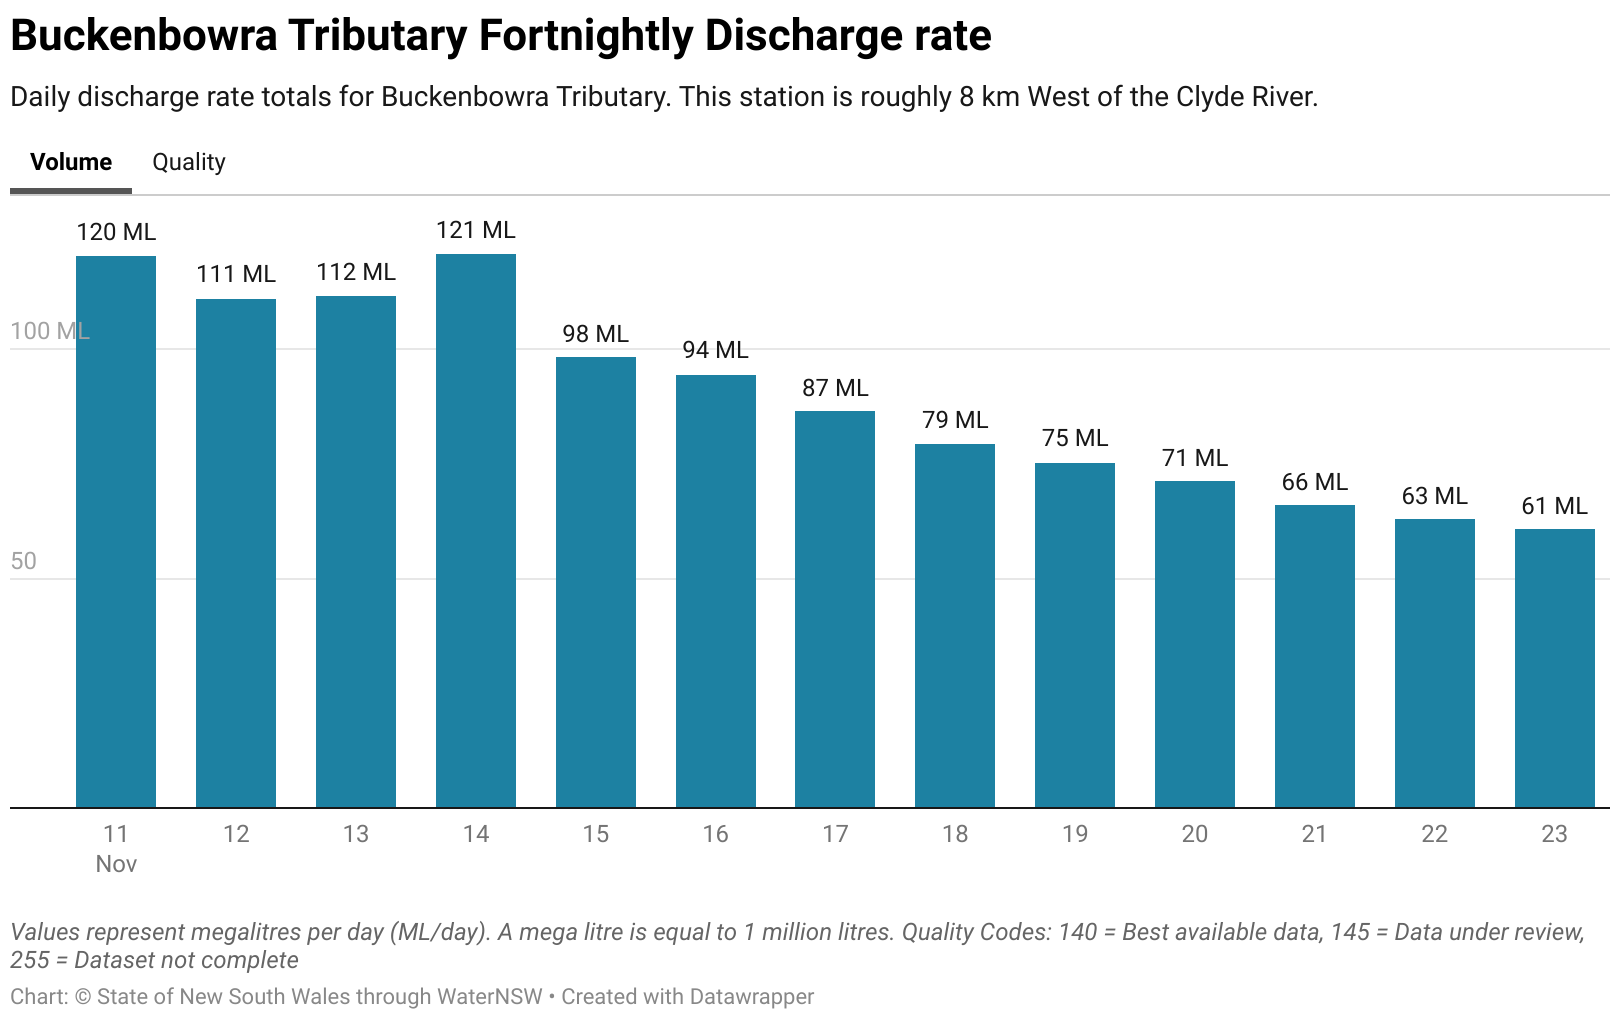 Buckenbowra Tributary Fortnightly Discharge rate
Daily discharge rate totals for Buckenbowra Tributary. This station is roughly 8 km West of the Clyde River.
Volume Quality
120 ML 111 ML 112 ML 121 ML 98 ML 94 ML 87 ML 79 ML 75 ML 71 ML 66 ML 63 ML 61 ML
100 ML
50
11 12 13 14 15 16 17 18 19 20 21 22 23
Nov
Values represent megalitres per day (ML/day). A mega litre is equal to 1 million litres. Quality Codes: 140 = Best available data, 145 = Data under review,
255 = Dataset not complete
Chart: © State of New South Wales through WaterNSW • Created with Datawrapper